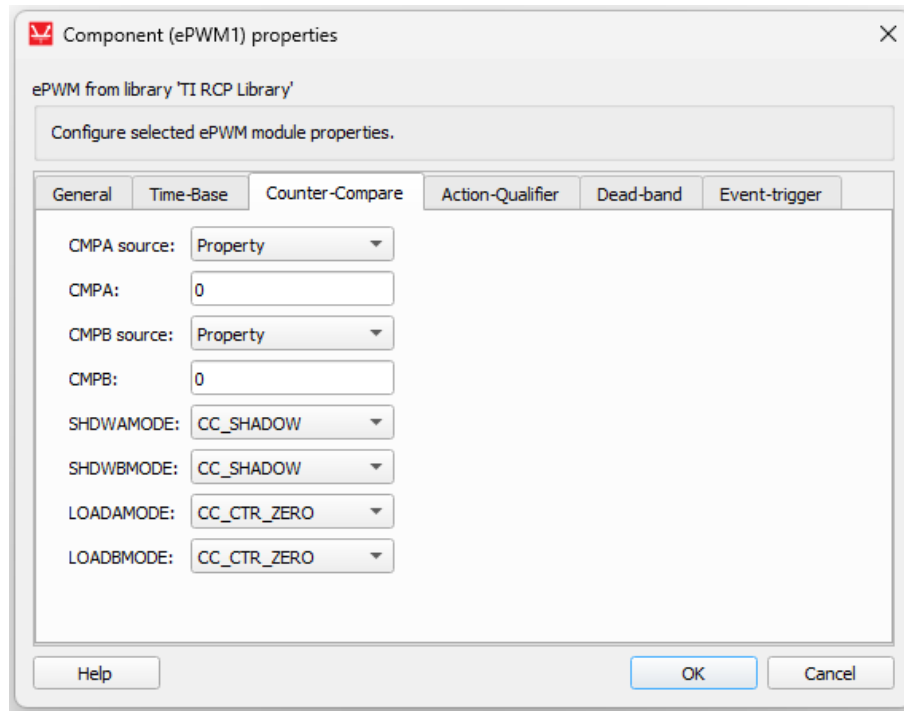 Component (ePWM1) properties
ePWM from library 'TI RCP Library'
Configure selected ePWM module properties.
General Time-Base Counter-Compare Action-Qualifier Dead-band Event-trigger
CMPA source: Property
CMPA: 0
CMPB source: Property
CMPB: 0
SHDWAMODE: CC_SHADOW
SHDWBMODE: CC_SHADOW
LOADAMODE: CC_CTR_ZERO
LOADBMODE: CC_CTR_ZERO
Help OK Cancel